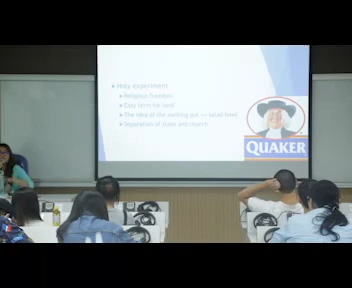 Holy experiment
Religious freedom
Easy term for land
The idea of the melting pot => salad bowl
Separation of state and church
QUAKER